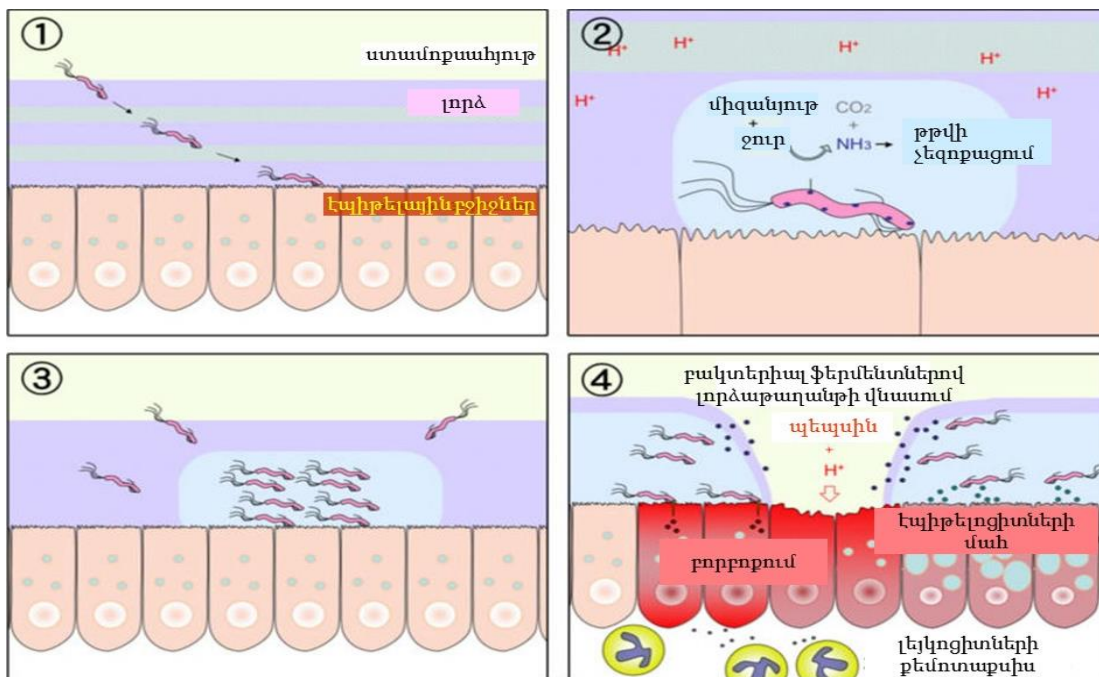 ①
ստամոքսահյութ
լորձ
էպիթելային բջիջներ
②
H⁺ H⁺ H⁺ H⁺
H⁺ H⁺
միզանյութ CO₂
+ +
ջուր NH₃ թթվի
չեզոքացում
③
④
բակտերիալ ֆերմենտներով
լորձաթաղանթի վնասում
պեպսին
+
H⁺
էպիթելոցիտների
մահ
բորբոքում
լեյկոցիտների
քեմոտաքսիս